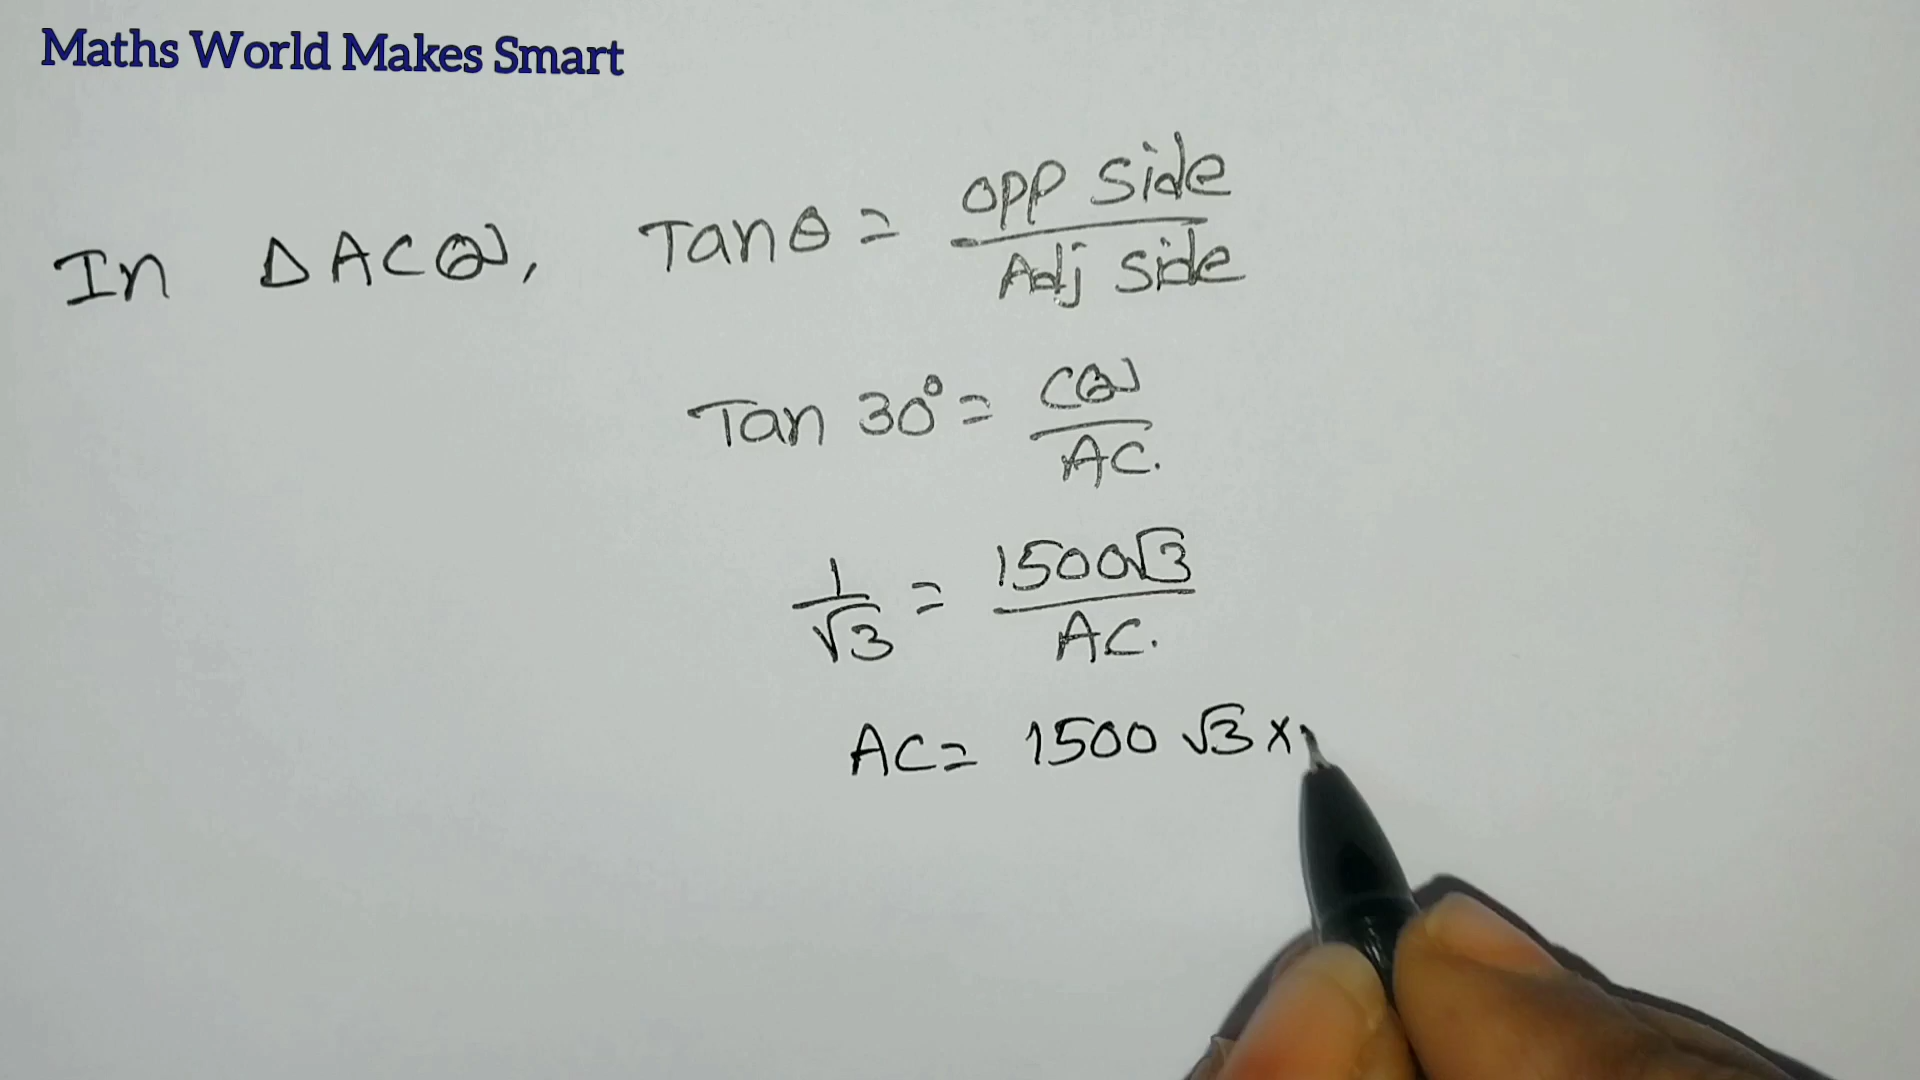 Maths World Makes Smart
In Δ ACQ, Tanθ = opp side / Adj side
Tan 30° = CQ / AC.
1/√3 = 1500√3 / AC.
AC = 1500 √3 ×